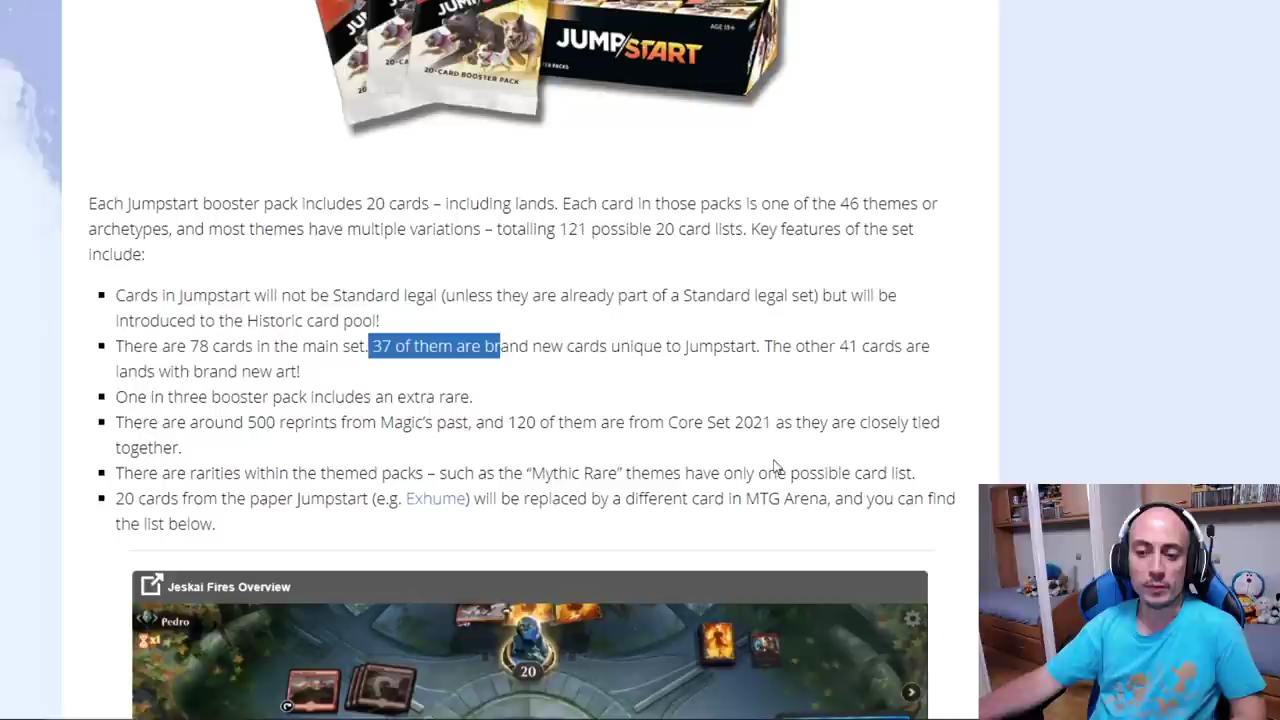 JUMP/START
AGE 13+
20-CARD BOOSTER PACK
Each Jumpstart booster pack includes 20 cards – including lands. Each card in those packs is one of the 46 themes or
archetypes, and most themes have multiple variations – totalling 121 possible 20 card lists. Key features of the set
include:
▪ Cards in Jumpstart will not be Standard legal (unless they are already part of a Standard legal set) but will be
introduced to the Historic card pool!
▪ There are 78 cards in the main set. 37 of them are brand new cards unique to Jumpstart. The other 41 cards are
lands with brand new art!
▪ One in three booster pack includes an extra rare.
▪ There are around 500 reprints from Magic's past, and 120 of them are from Core Set 2021 as they are closely tied
together.
▪ There are rarities within the themed packs – such as the “Mythic Rare” themes have only one possible card list.
▪ 20 cards from the paper Jumpstart (e.g. Exhume) will be replaced by a different card in MTG Arena, and you can find
the list below.
Jeskai Fires Overview
Pedro
x1
20